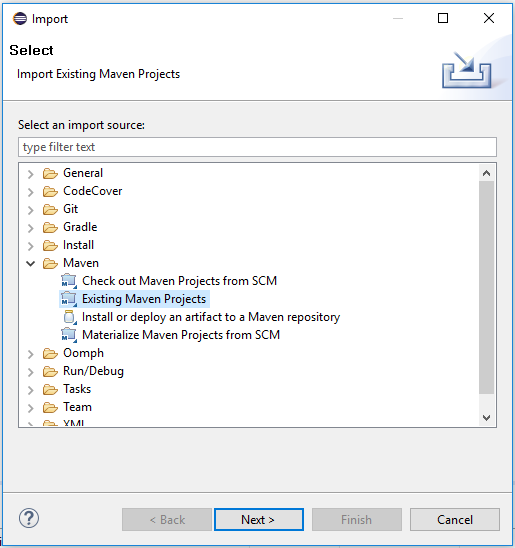 Import
Select
Import Existing Maven Projects
Select an import source:
type filter text
General
CodeCover
Git
Gradle
Install
Maven
Check out Maven Projects from SCM
Existing Maven Projects
Install or deploy an artifact to a Maven repository
Materialize Maven Projects from SCM
Oomph
Run/Debug
Tasks
Team
XML
< Back
Next >
Finish
Cancel